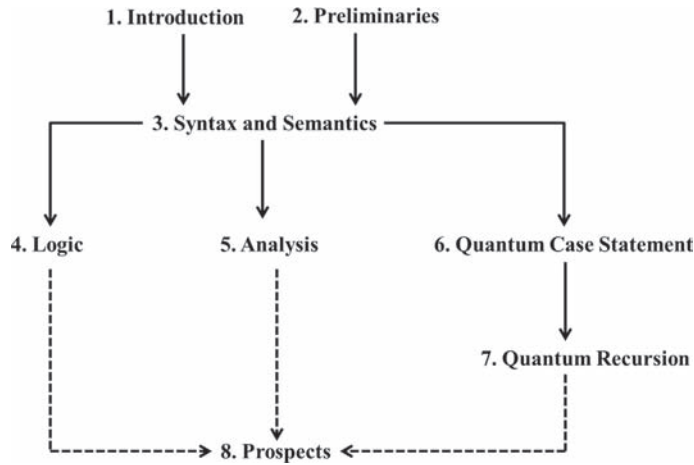 1. Introduction
2. Preliminaries
3. Syntax and Semantics
4. Logic
5. Analysis
6. Quantum Case Statement
7. Quantum Recursion
8. Prospects